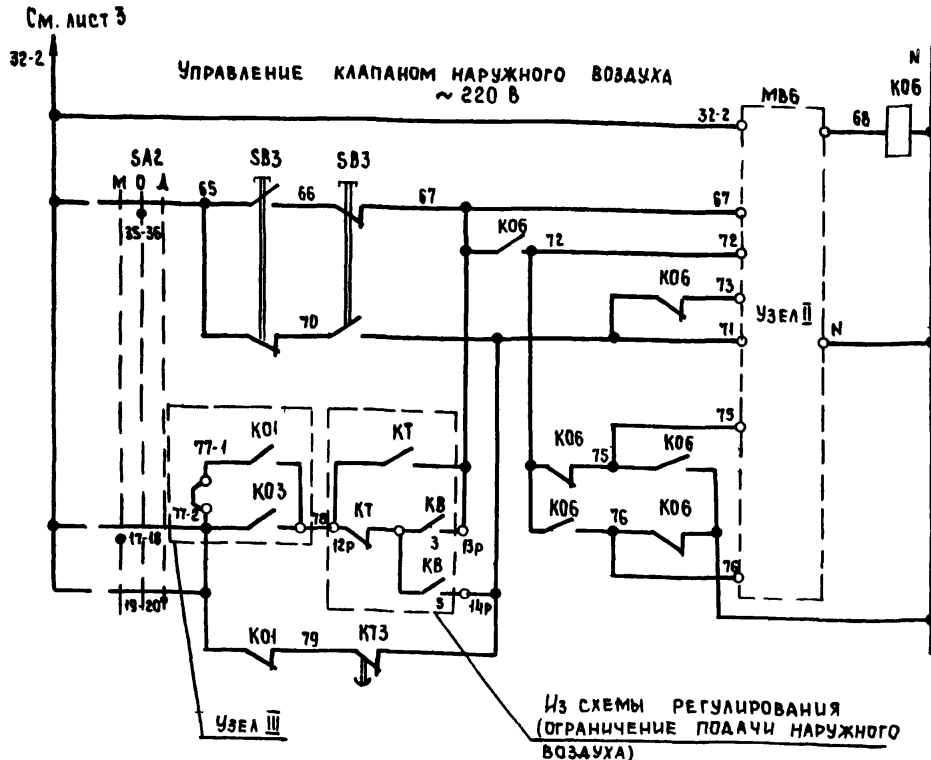 См. лист 3
32-2
Управление клапаном наружного воздуха
~ 220 В
N
К06
МВ6
32-2
68
SA2
SB3
SB3
М О Д
65
66
67
67
35-36
К06
72
72
К06
73
70
71
Узел II
N
К01
КТ
77-1
К06
75
К06
75
К03
77-2
78
КТ
КВ
12р
3
13р
К06
76
К06
17-18
КВ
76
19-20
5
14р
К01
79
КТ3
Узел III
Из схемы регулирования
(ограничение подачи наружного
воздуха)